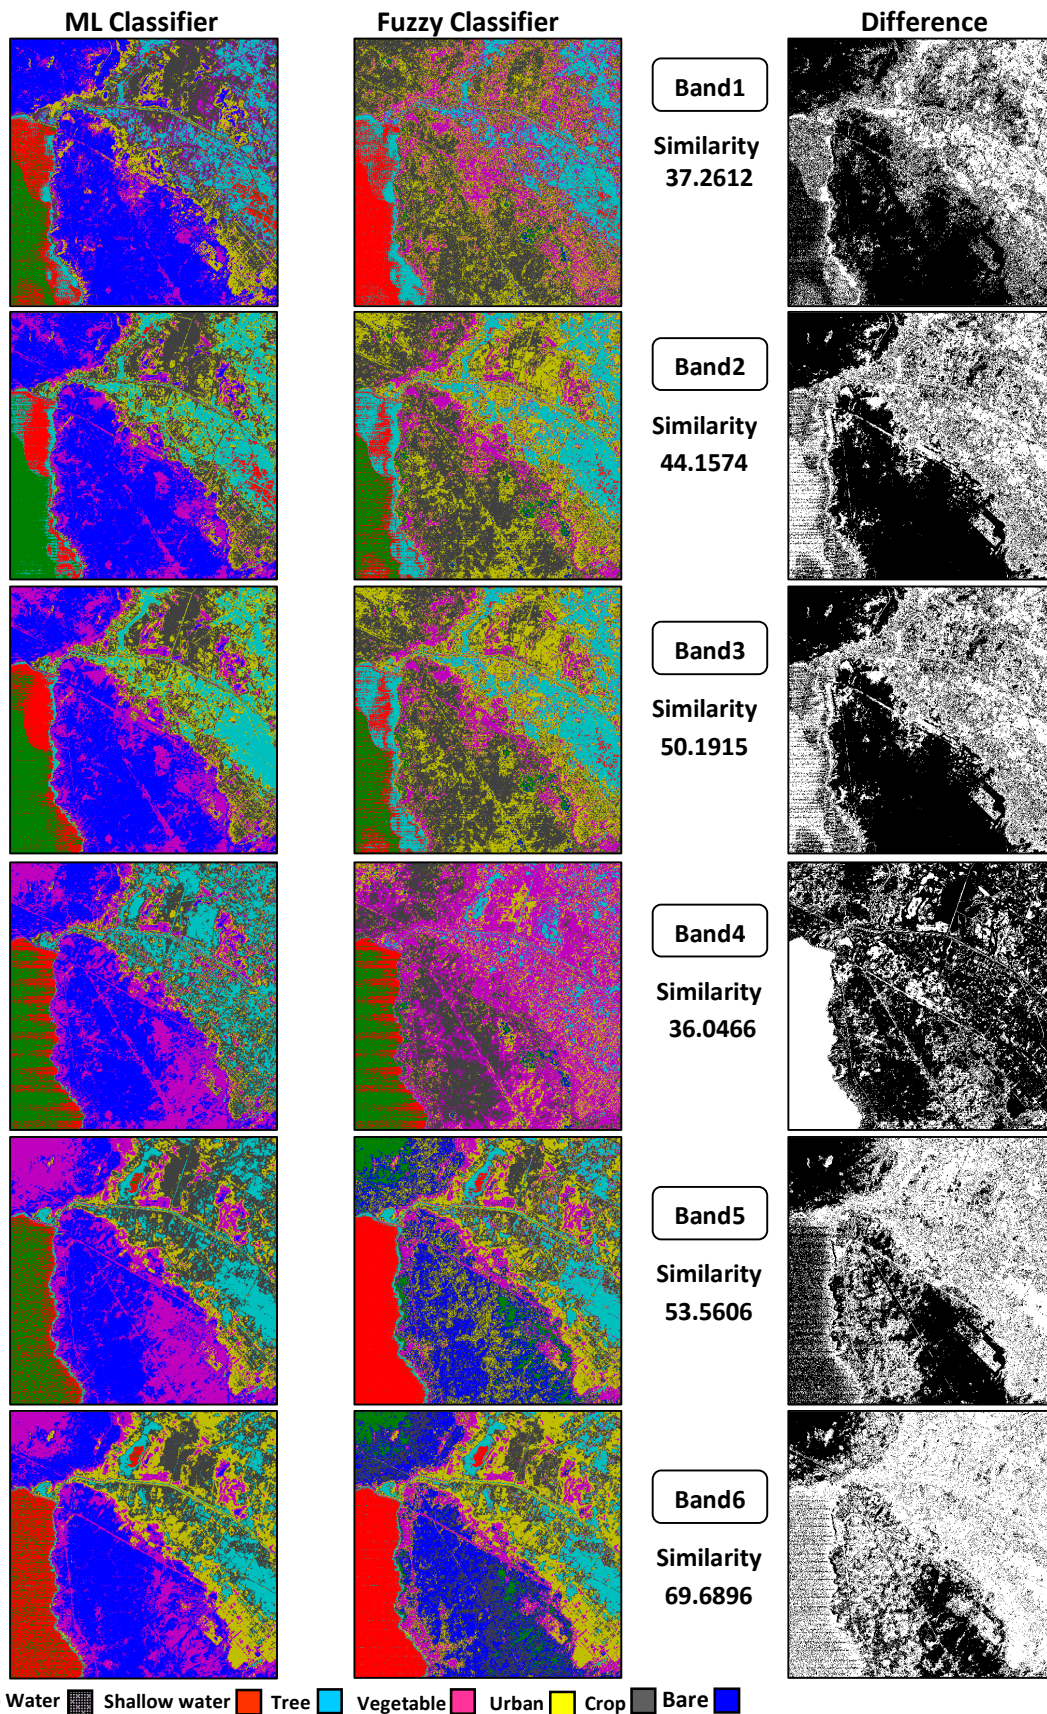 ML Classifier Fuzzy Classifier Difference
Band1
Similarity
37.2612
Band2
Similarity
44.1574
Band3
Similarity
50.1915
Band4
Similarity
36.0466
Band5
Similarity
53.5606
Band6
Similarity
69.6896
Water Shallow water Tree Vegetable Urban Crop Bare